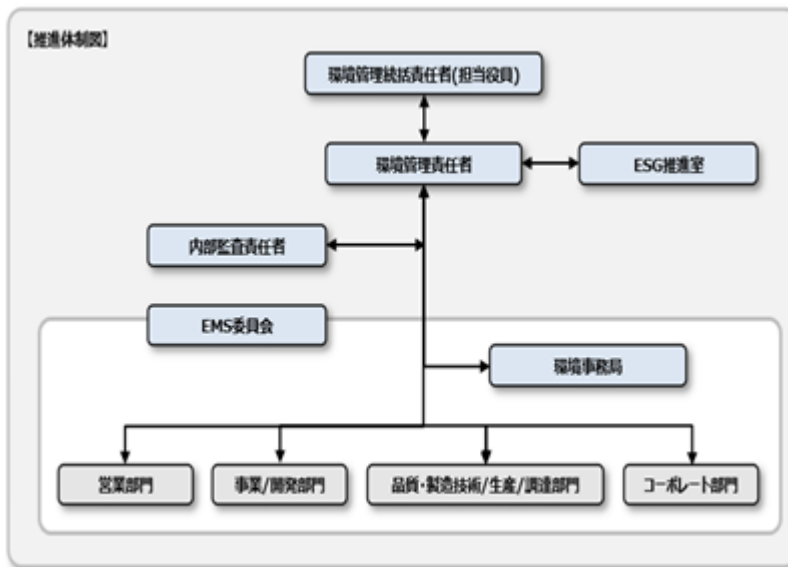 【推進体制図】
環境管理統括責任者(担当役員)
環境管理責任者
ESG推進室
内部監査責任者
EMS委員会
環境事務局
営業部門
事業/開発部門
品質・製造技術/生産/調達部門
コーポレート部門